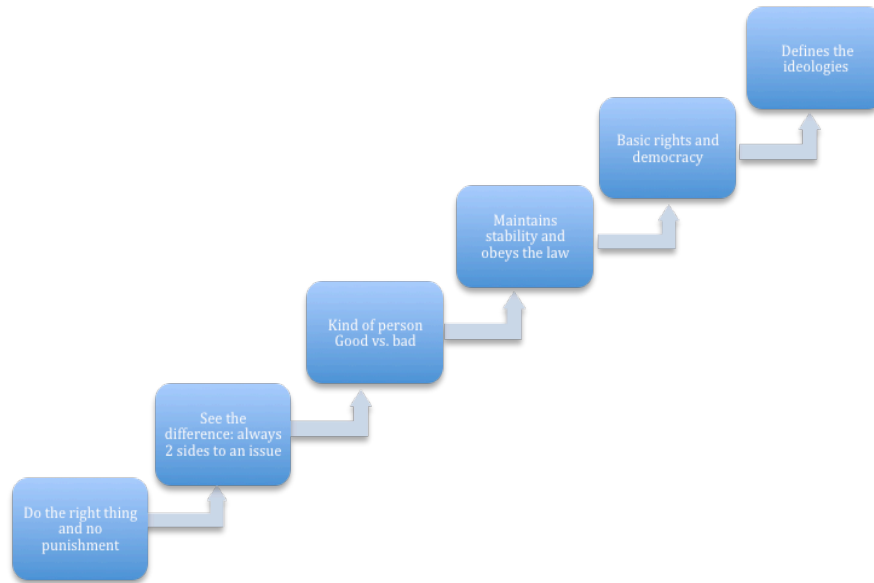 Defines the
ideologies
Basic rights and
democracy
Maintains
stability and
obeys the law
Kind of person
Good vs. bad
See the
difference: always
2 sides to an issue
Do the right thing
and no
punishment